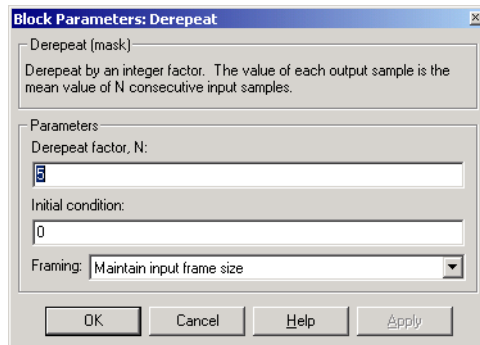 Block Parameters: Derepeat
Derepeat (mask)
Derepeat by an integer factor. The value of each output sample is the
mean value of N consecutive input samples.
Parameters
Derepeat factor, N:
5
Initial condition:
0
Framing: Maintain input frame size
OK Cancel Help Apply